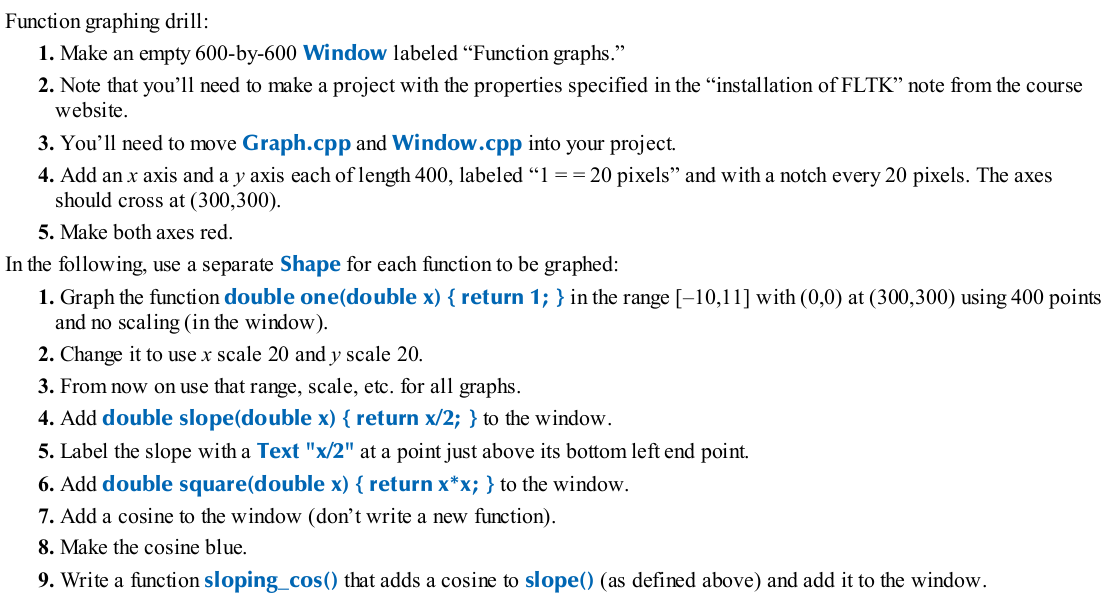 Function graphing drill:
1. Make an empty 600-by-600 Window labeled “Function graphs.”
2. Note that you’ll need to make a project with the properties specified in the “installation of FLTK” note from the course
website.
3. You’ll need to move Graph.cpp and Window.cpp into your project.
4. Add an x axis and a y axis each of length 400, labeled “1 = = 20 pixels” and with a notch every 20 pixels. The axes
should cross at (300,300).
5. Make both axes red.
In the following, use a separate Shape for each function to be graphed:
1. Graph the function double one(double x) { return 1; } in the range [–10,11] with (0,0) at (300,300) using 400 points
and no scaling (in the window).
2. Change it to use x scale 20 and y scale 20.
3. From now on use that range, scale, etc. for all graphs.
4. Add double slope(double x) { return x/2; } to the window.
5. Label the slope with a Text "x/2" at a point just above its bottom left end point.
6. Add double square(double x) { return x*x; } to the window.
7. Add a cosine to the window (don’t write a new function).
8. Make the cosine blue.
9. Write a function sloping_cos() that adds a cosine to slope() (as defined above) and add it to the window.